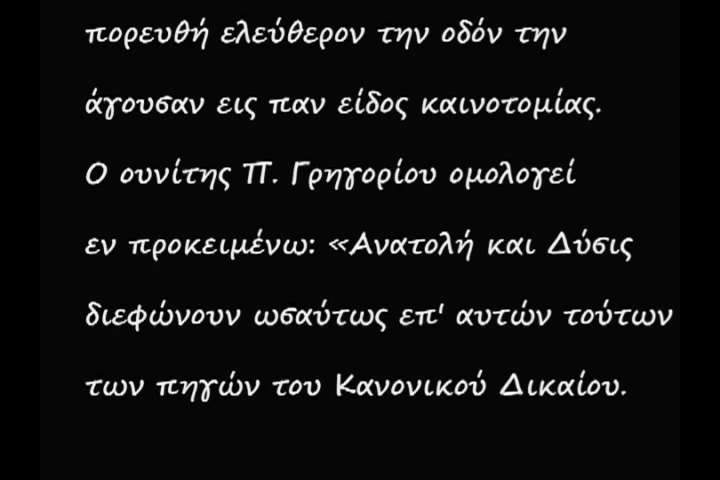 πορευθή ελεύθερον την οδόν την
άγουσαν εις παν είδος καινοτομίας.
Ο ουνίτης Π. Γρηγορίου ομολογεί
εν προκειμένω: «Ανατολή και Δύσις
διεφώνουν ωσαύτως επ' αυτών τούτων
των πηγών του Κανονικού Δικαίου.